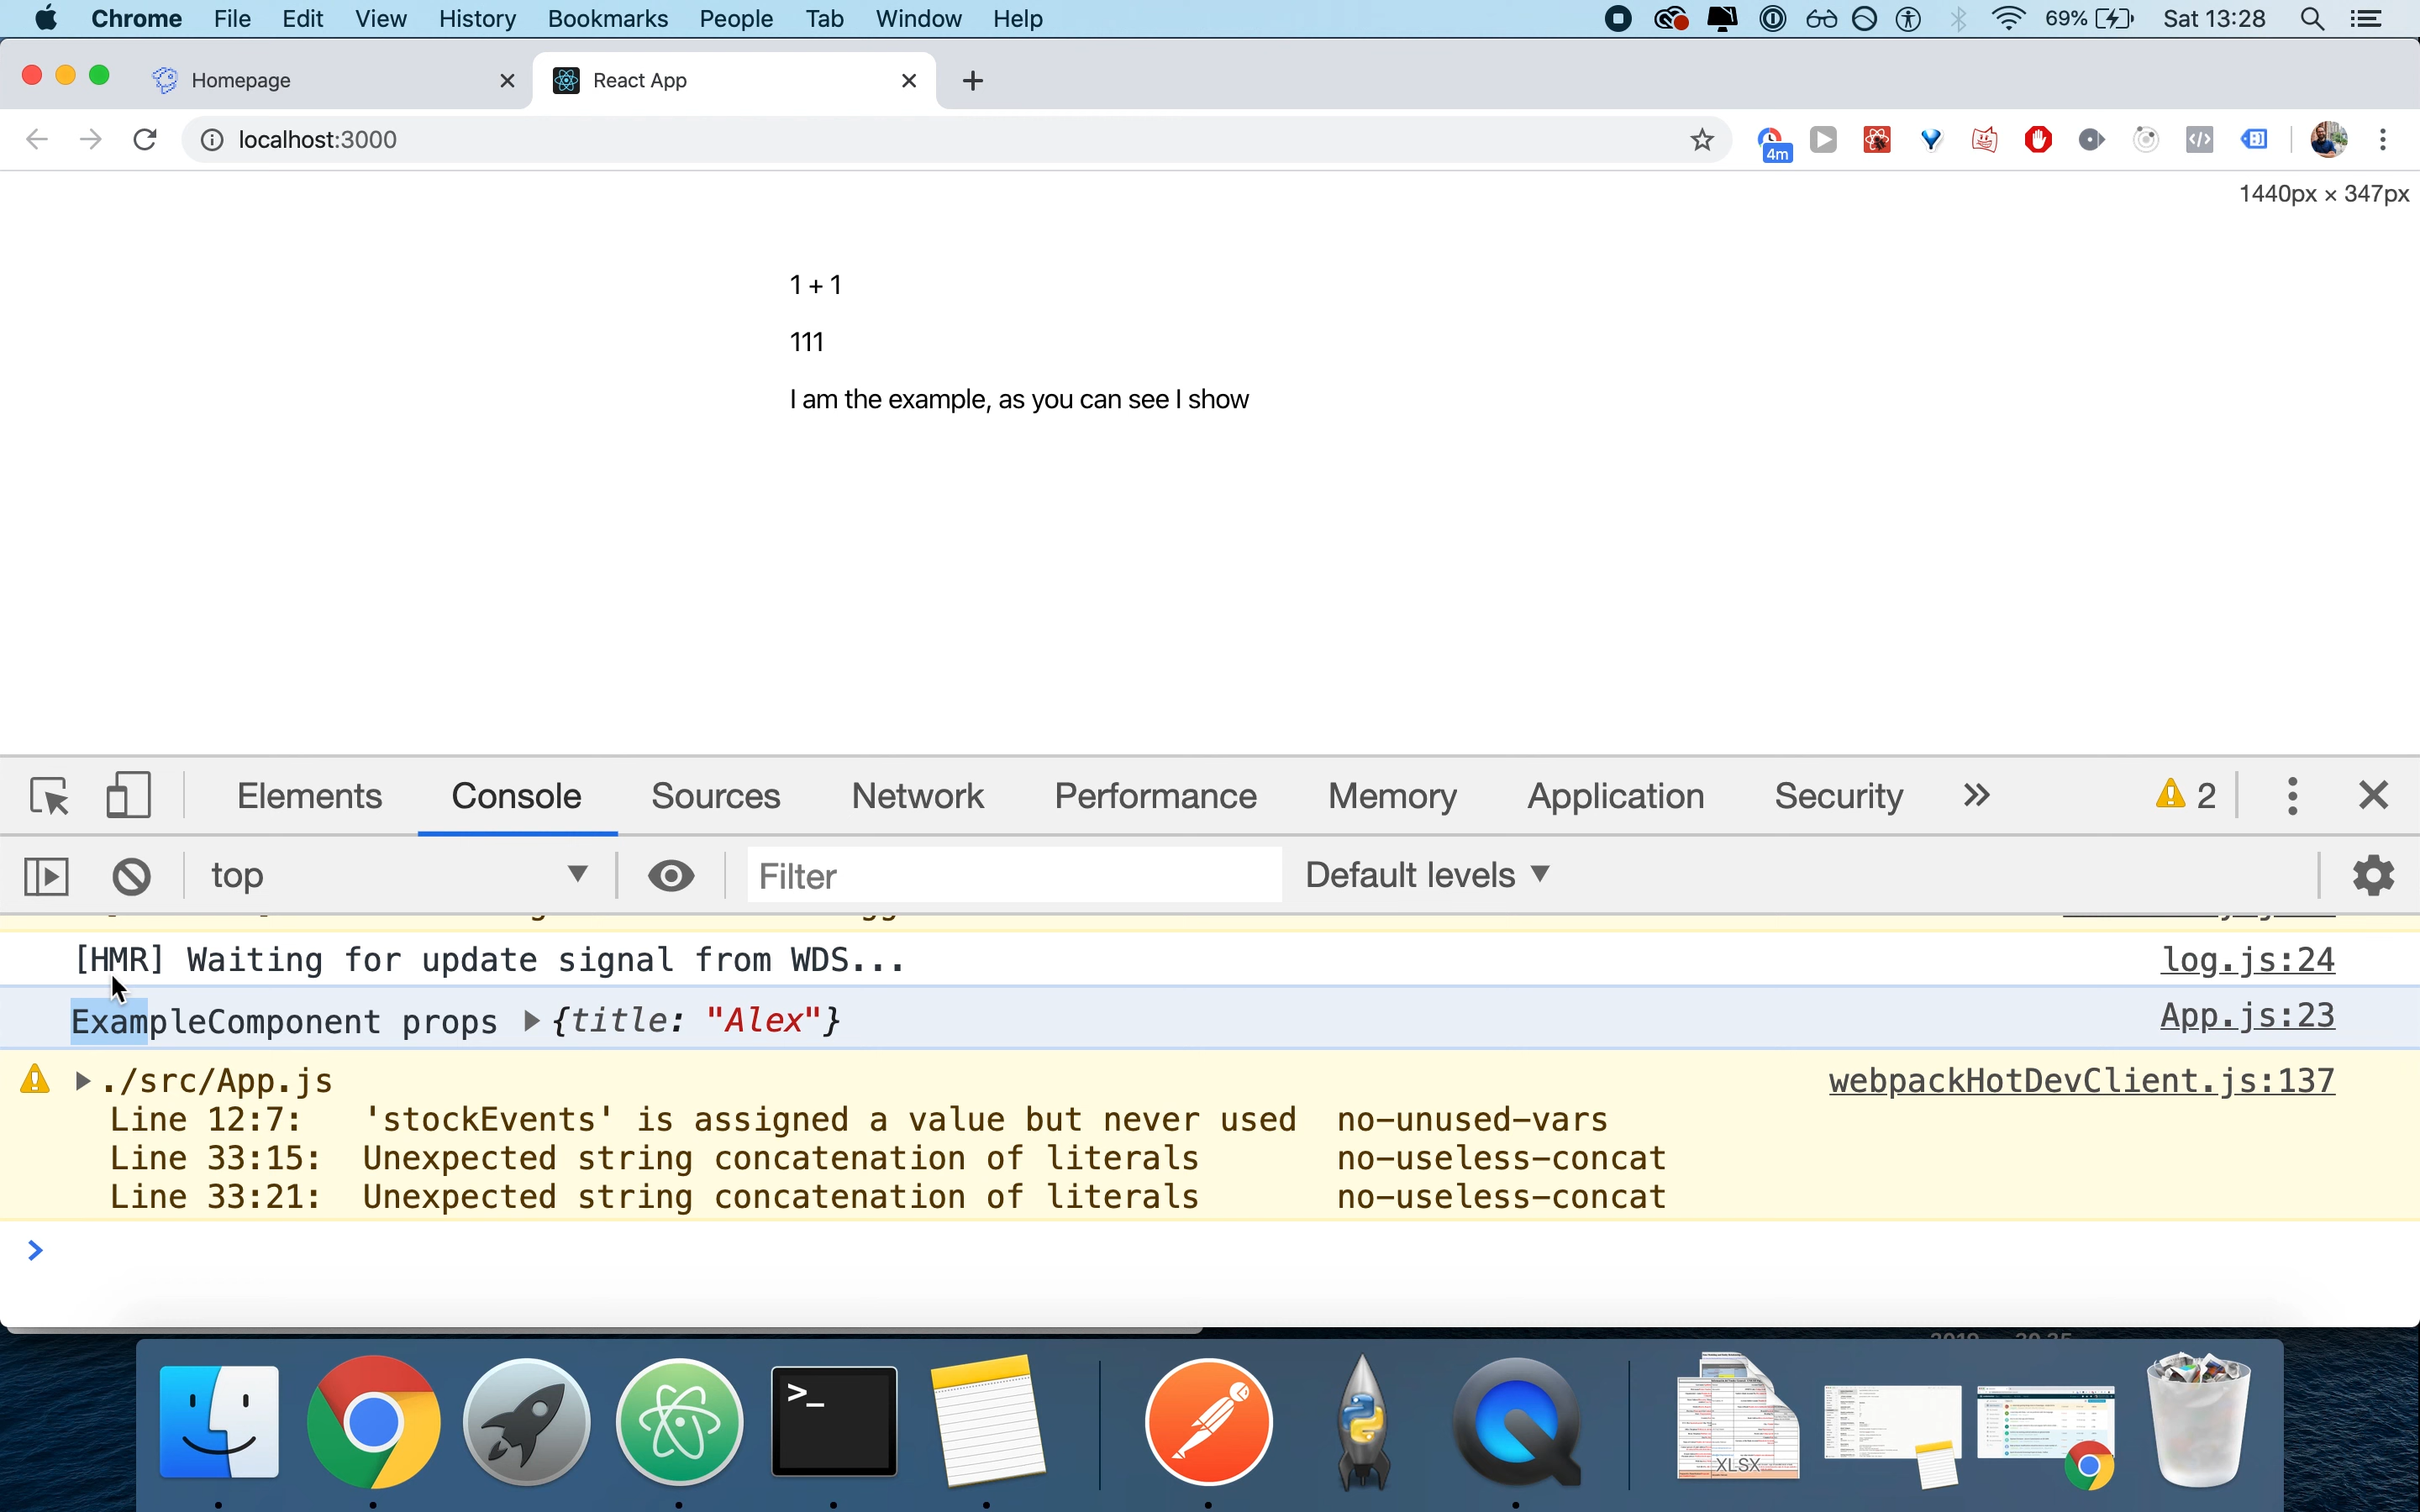 Chrome File Edit View History Bookmarks People Tab Window Help 69% Sat 13:28
Homepage React App
localhost:3000 4m
1440px × 347px
1 + 1
111
I am the example, as you can see I show
Elements Console Sources Network Performance Memory Application Security 2
top Filter Default levels
[HMR] Waiting for update signal from WDS... log.js:24
ExampleComponent props {title: "Alex"} App.js:23
./src/App.js webpackHotDevClient.js:137
Line 12:7: 'stockEvents' is assigned a value but never used no-unused-vars
Line 33:15: Unexpected string concatenation of literals no-useless-concat
Line 33:21: Unexpected string concatenation of literals no-useless-concat
>
>_
XLSX